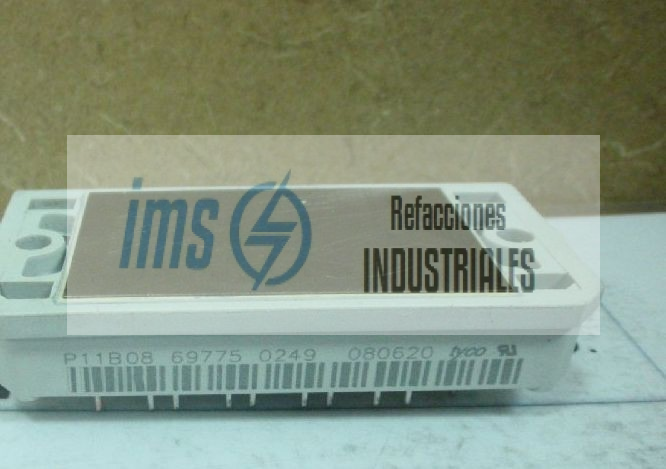 ims
Refacciones
INDUSTRIALES
P11B08 69775 0249 080620 tyco